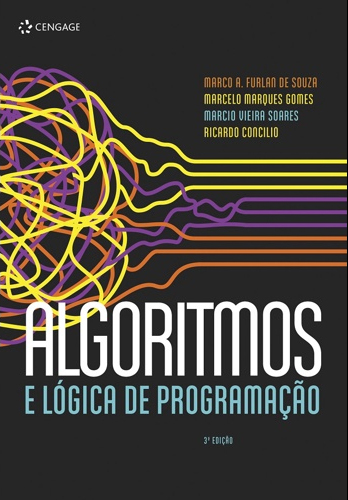 CENGAGE
MARCO A. FURLAN DE SOUZA
MARCELO MARQUES GOMES
MARCIO VIEIRA SOARES
RICARDO CONCILIO
ALGORITMOS
E LÓGICA DE PROGRAMAÇÃO
3ª EDIÇÃO